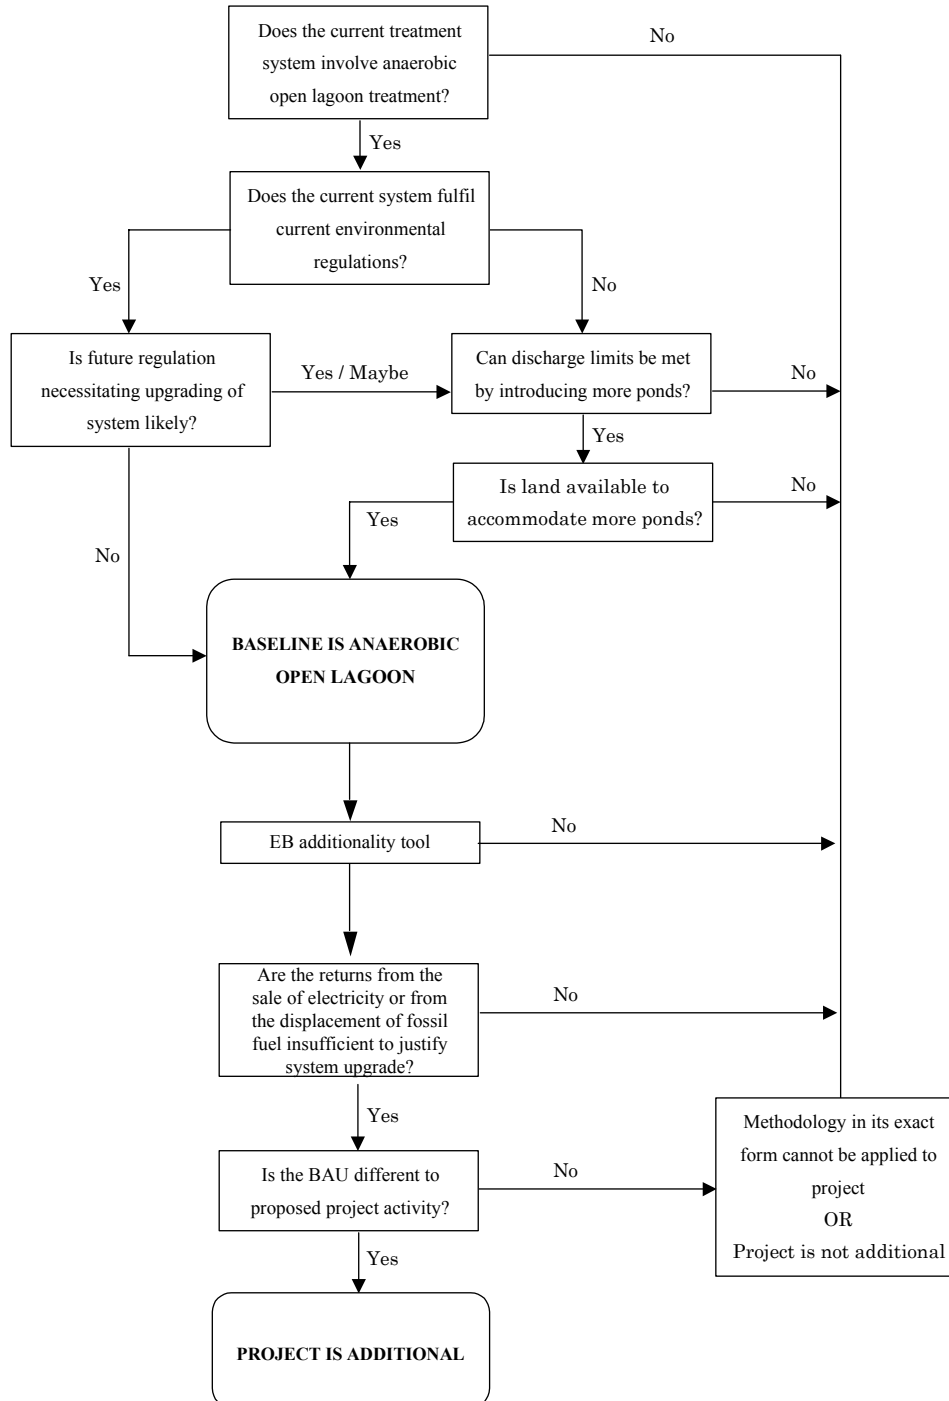 Does the current treatment
system involve anaerobic
open lagoon treatment?
No
Yes
Does the current system fulfil
current environmental
regulations?
Yes
No
Is future regulation
necessitating upgrading of
system likely?
Yes / Maybe
Can discharge limits be met
by introducing more ponds?
No
Yes
Is land available to
accommodate more ponds?
No
Yes
No
BASELINE IS ANAEROBIC
OPEN LAGOON
EB additionality tool
No
Are the returns from the
sale of electricity or from
the displacement of fossil
fuel insufficient to justify
system upgrade?
No
Yes
Is the BAU different to
proposed project activity?
No
Methodology in its exact
form cannot be applied to
project
OR
Project is not additional
Yes
PROJECT IS ADDITIONAL